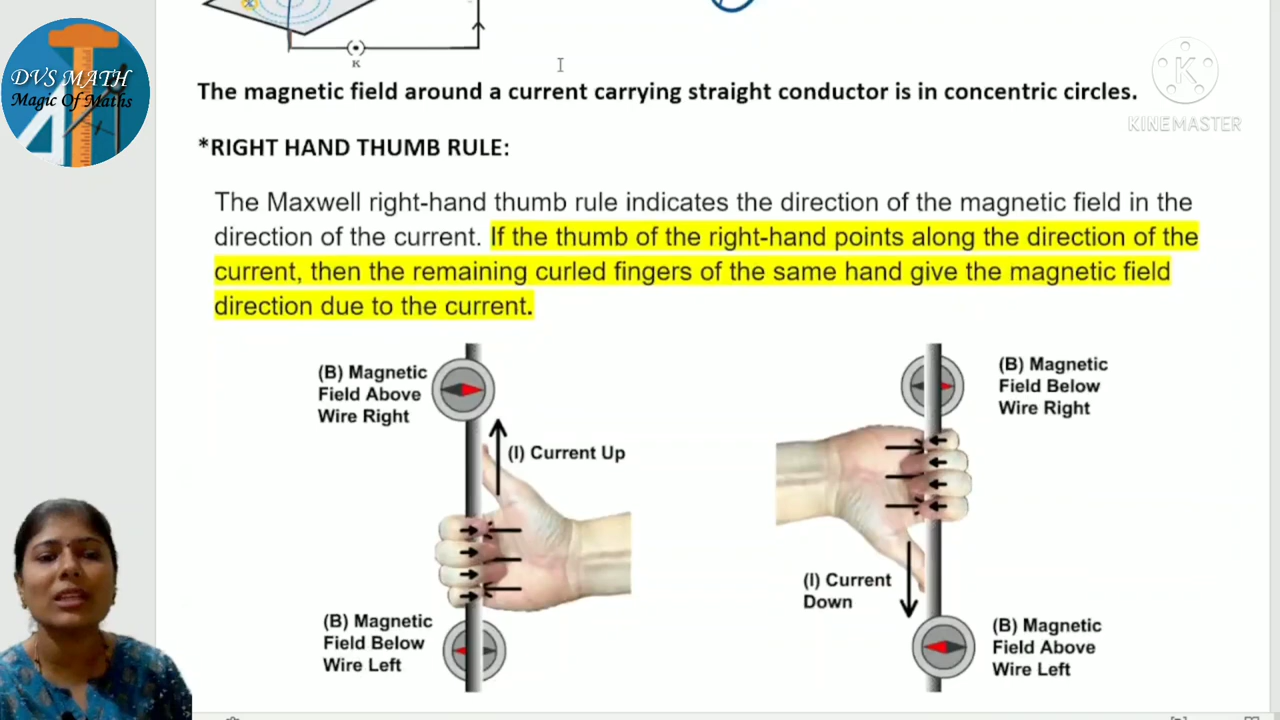 DVS MATH
Magic Of Maths
K
K
KINEMASTER
The magnetic field around a current carrying straight conductor is in concentric circles.
*RIGHT HAND THUMB RULE:
The Maxwell right-hand thumb rule indicates the direction of the magnetic field in the
direction of the current. If the thumb of the right-hand points along the direction of the
current, then the remaining curled fingers of the same hand give the magnetic field
direction due to the current.
(B) Magnetic
Field Above
Wire Right
(I) Current Up
(B) Magnetic
Field Below
Wire Left
(B) Magnetic
Field Below
Wire Right
(I) Current
Down
(B) Magnetic
Field Above
Wire Left